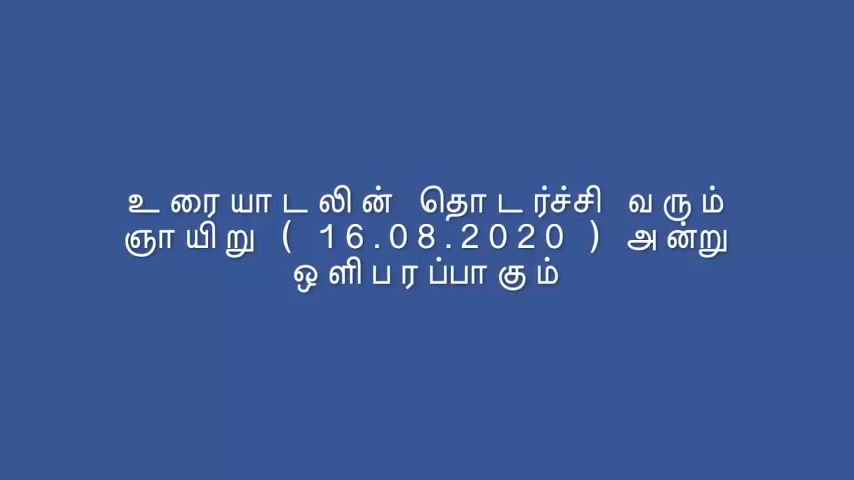 உரையாடலின் தொடர்ச்சி வரும்
ஞாயிறு ( 16.08.2020 ) அன்று
ஒளிபரப்பாகும்